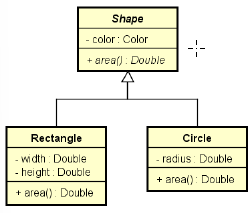 Shape
- color : Color
+ area() : Double
Rectangle
- width : Double
- height : Double
+ area() : Double
Circle
- radius : Double
+ area() : Double